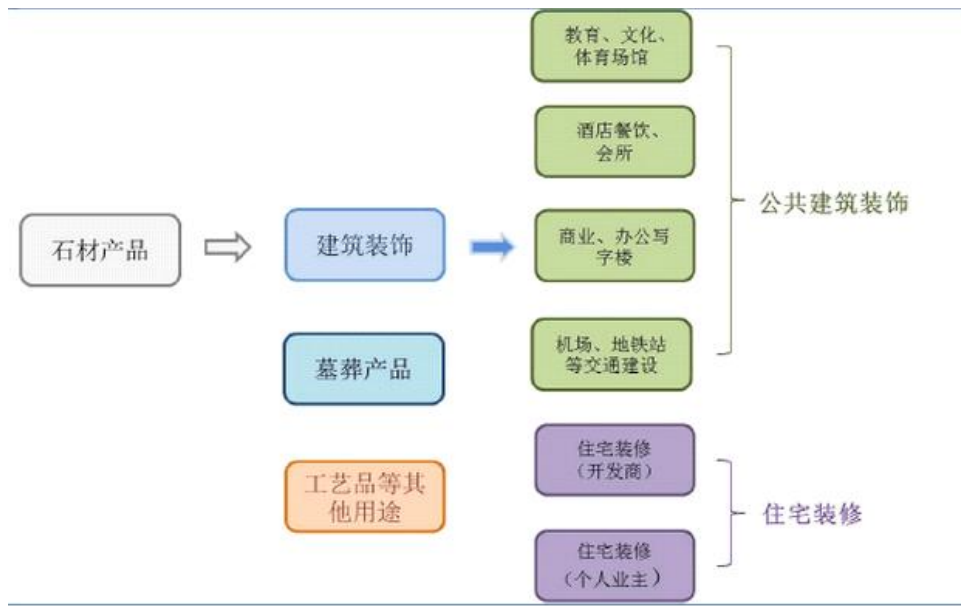 石材产品
建筑装饰
墓葬产品
工艺品等其
他用途
教育、文化、
体育场馆
酒店餐饮、
会所
商业、办公写
字楼
机场、地铁站
等交通建设
住宅装修
（开发商）
住宅装修
（个人业主）
公共建筑装饰
住宅装修